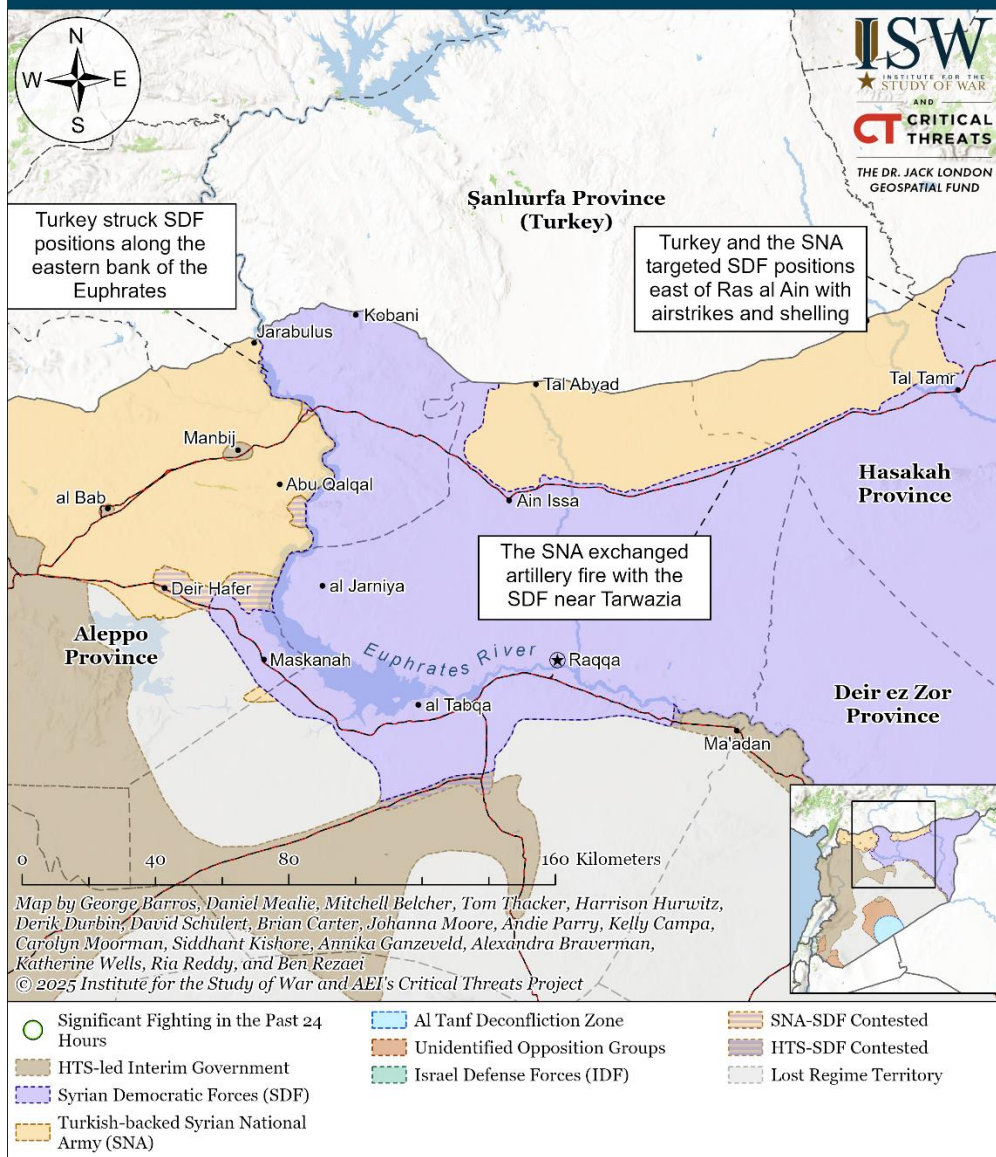 N
W
E
S
ISW
INSTITUTE FOR THE
STUDY OF WAR
AND
CT CRITICAL
THREATS
THE DR. JACK LONDON
GEOSPATIAL FUND
Şanlıurfa Province
(Turkey)
Turkey struck SDF
positions along the
eastern bank of the
Euphrates
Turkey and the SNA
targeted SDF positions
east of Ras al Ain with
airstrikes and shelling
Jarabulus
Kobani
Tal Abyad
Tal Tamr
Manbij
Abu Qalqal
al Bab
Ain Issa
Hasakah
Province
The SNA exchanged
artillery fire with the
SDF near Tarwazia
Deir Hafer
al Jarniya
Aleppo
Province
Maskanah
Euphrates River
Raqqa
al Tabqa
Deir ez Zor
Province
Ma'adan
0 40 80 160 Kilometers
Map by George Barros, Daniel Mealie, Mitchell Belcher, Tom Thacker, Harrison Hurwitz,
Derik Durbin, David Schulert, Brian Carter, Johanna Moore, Andie Parry, Kelly Campa,
Carolyn Moorman, Siddhant Kishore, Annika Ganzeveld, Alexandra Braverman,
Katherine Wells, Ria Reddy, and Ben Rezaei
© 2025 Institute for the Study of War and AEI's Critical Threats Project
Significant Fighting in the Past 24
Hours
HTS-led Interim Government
Syrian Democratic Forces (SDF)
Turkish-backed Syrian National
Army (SNA)
Al Tanf Deconfliction Zone
Unidentified Opposition Groups
Israel Defense Forces (IDF)
SNA-SDF Contested
HTS-SDF Contested
Lost Regime Territory